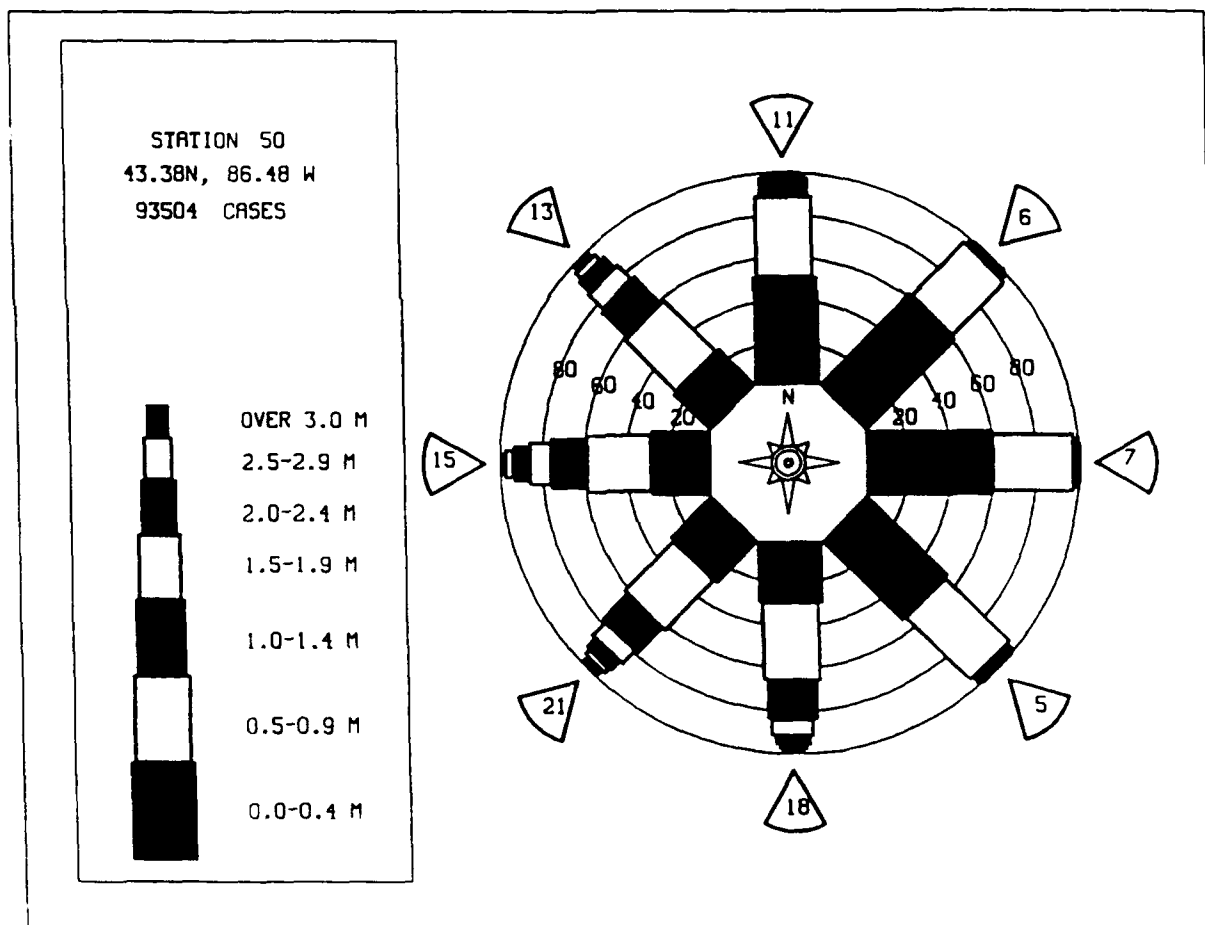 STATION 50
43.38N, 86.48 W
93504 CASES
OVER 3.0 M
2.5-2.9 M
2.0-2.4 M
1.5-1.9 M
1.0-1.4 M
0.5-0.9 M
0.0-0.4 M
11
13
6
80
60
40
20
N
20
40
60
80
15
7
21
5
18